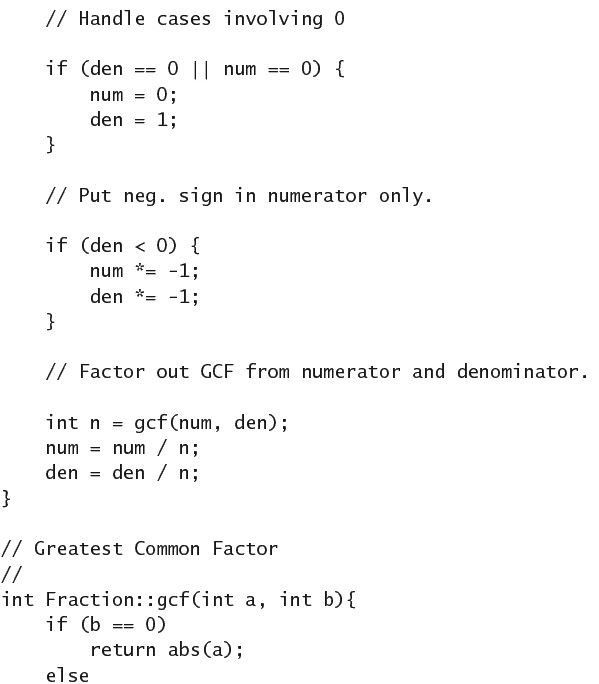 // Handle cases involving 0
if (den == 0 || num == 0) {
num = 0;
den = 1;
}
// Put neg. sign in numerator only.
if (den < 0) {
num *= -1;
den *= -1;
}
// Factor out GCF from numerator and denominator.
int n = gcf(num, den);
num = num / n;
den = den / n;
}
// Greatest Common Factor
//
int Fraction::gcf(int a, int b){
if (b == 0)
return abs(a);
else